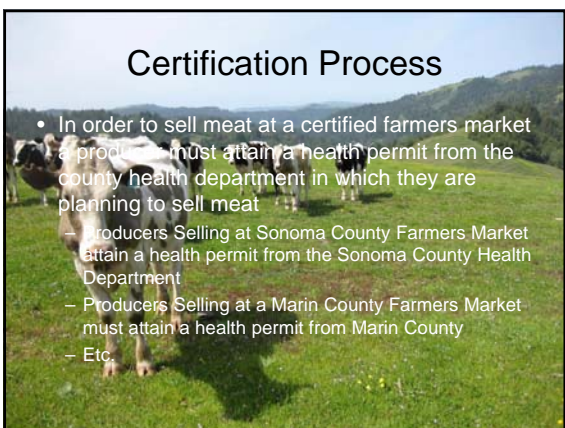 Certification Process
• In order to sell meat at a certified farmers market
a producer must attain a health permit from the
county health department in which they are
planning to sell meat
– Producers Selling at Sonoma County Farmers Market
attain a health permit from the Sonoma County Health
Department
– Producers Selling at a Marin County Farmers Market
must attain a health permit from Marin County
– Etc.